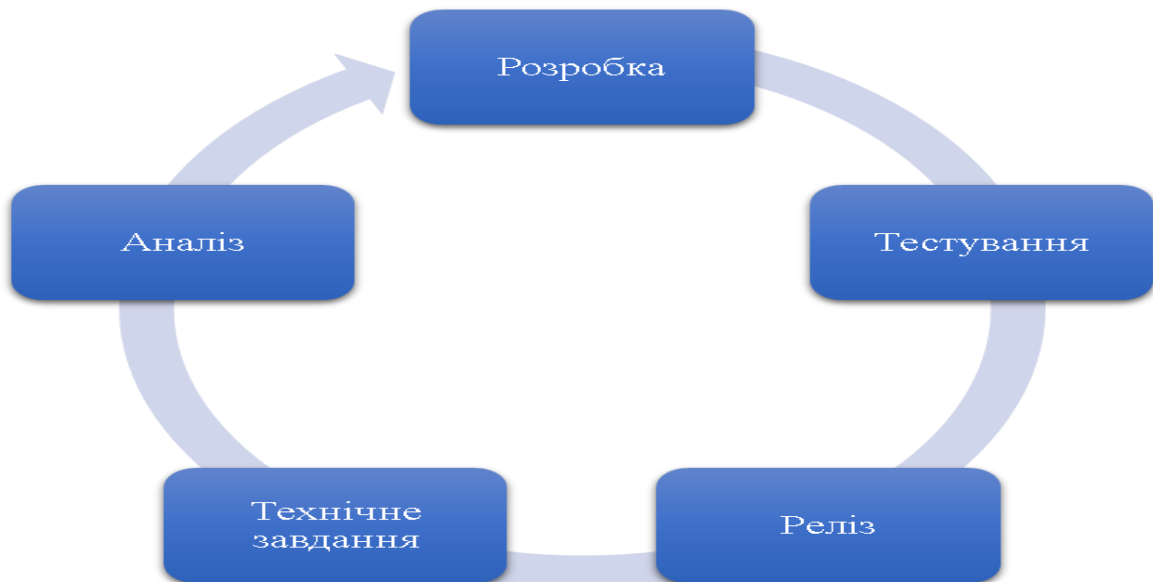 Розробка
Аналіз
Тестування
Технічне
завдання
Реліз